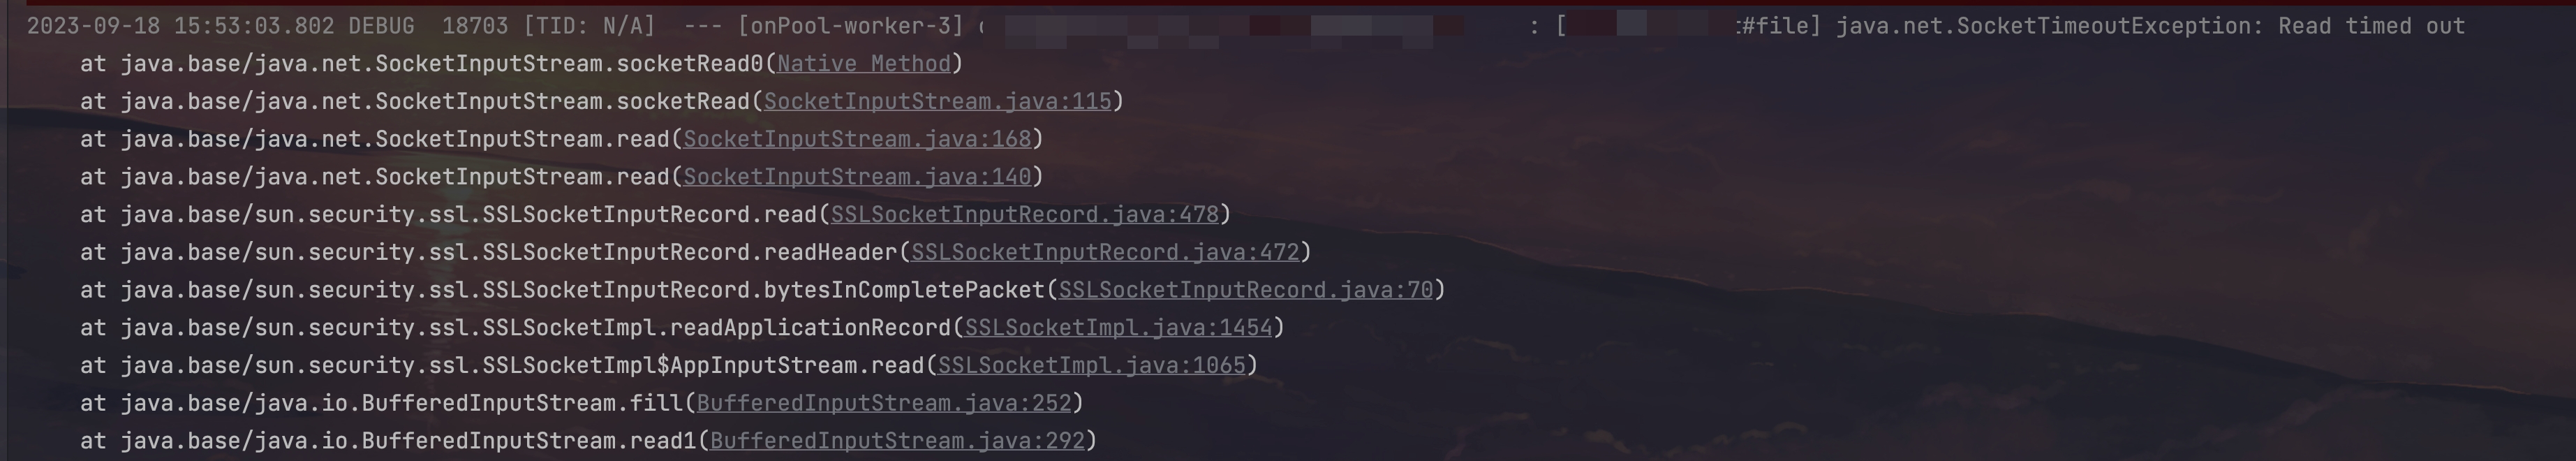 2023-09-18 15:53:03.802 DEBUG  18703 [TID: N/A]  --- [onPool-worker-3] : [#file] java.net.SocketTimeoutException: Read timed out
at java.base/java.net.SocketInputStream.socketRead0(Native Method)
at java.base/java.net.SocketInputStream.socketRead(SocketInputStream.java:115)
at java.base/java.net.SocketInputStream.read(SocketInputStream.java:168)
at java.base/java.net.SocketInputStream.read(SocketInputStream.java:140)
at java.base/sun.security.ssl.SSLSocketInputRecord.read(SSLSocketInputRecord.java:478)
at java.base/sun.security.ssl.SSLSocketInputRecord.readHeader(SSLSocketInputRecord.java:472)
at java.base/sun.security.ssl.SSLSocketInputRecord.bytesInCompletePacket(SSLSocketInputRecord.java:70)
at java.base/sun.security.ssl.SSLSocketImpl.readApplicationRecord(SSLSocketImpl.java:1454)
at java.base/sun.security.ssl.SSLSocketImpl$AppInputStream.read(SSLSocketImpl.java:1065)
at java.base/java.io.BufferedInputStream.fill(BufferedInputStream.java:252)
at java.base/java.io.BufferedInputStream.read1(BufferedInputStream.java:292)